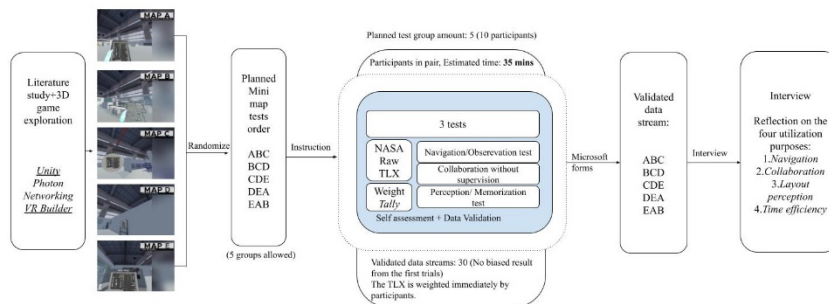 Literature
study+3D
game
exploration
Unity
Photon
Networking
VR Builder
MAP A
MAP B
MAP C
MAP D
MAP E
Randomize
Planned
Mini
map
tests
order
ABC
BCD
CDE
DEA
EAB
(5 groups allowed)
Instruction
Planned test group amount: 5 (10 participants)
Participants in pair, Estimated time: 35 mins
3 tests
NASA
Raw
TLX
Weight
Tally
Navigation/Obserevation test
Collaboration without
supervision
Perception/ Memorization
test
Self assessment + Data Validation
Validated data streams: 30 (No biased result
from the first trials)
The TLX is weighted immediately by
participants.
Microsoft
forms
Validated
data
stream:
ABC
BCD
CDE
DEA
EAB
Interview
Interview
Reflection on the
four utilization
purposes:
1.Navigation
2.Collaboration
3.Layout
perception
4.Time efficiency